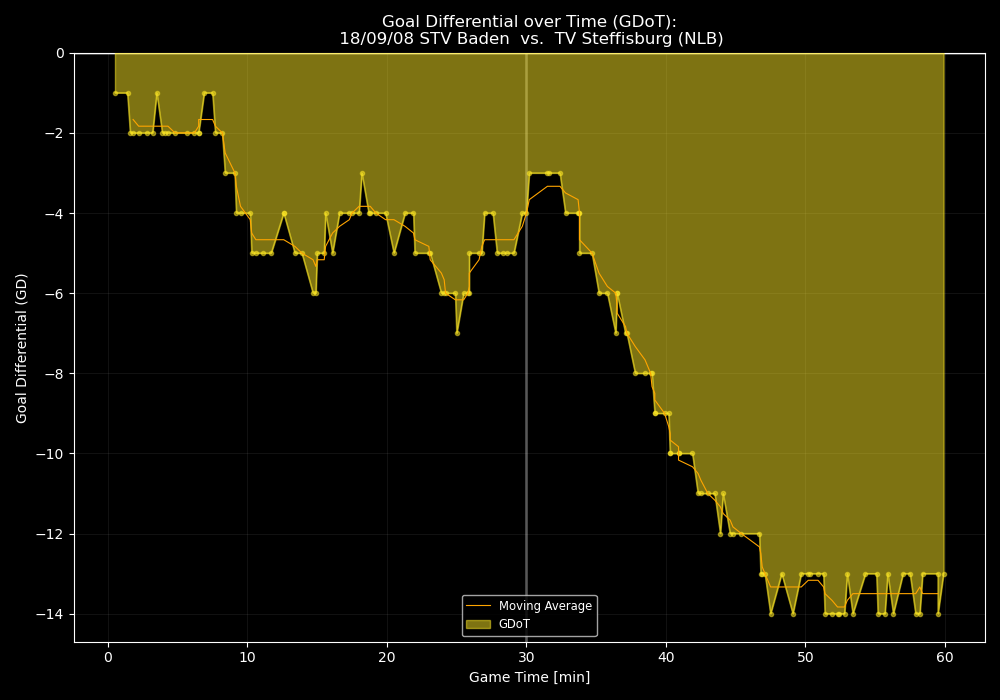 Goal Differential over Time (GDoT):
18/09/08 STV Baden  vs.  TV Steffisburg (NLB)
Goal Differential (GD)
0
−2
−4
−6
−8
−10
−12
−14
Moving Average
GDoT
0 10 20 30 40 50 60
Game Time [min]